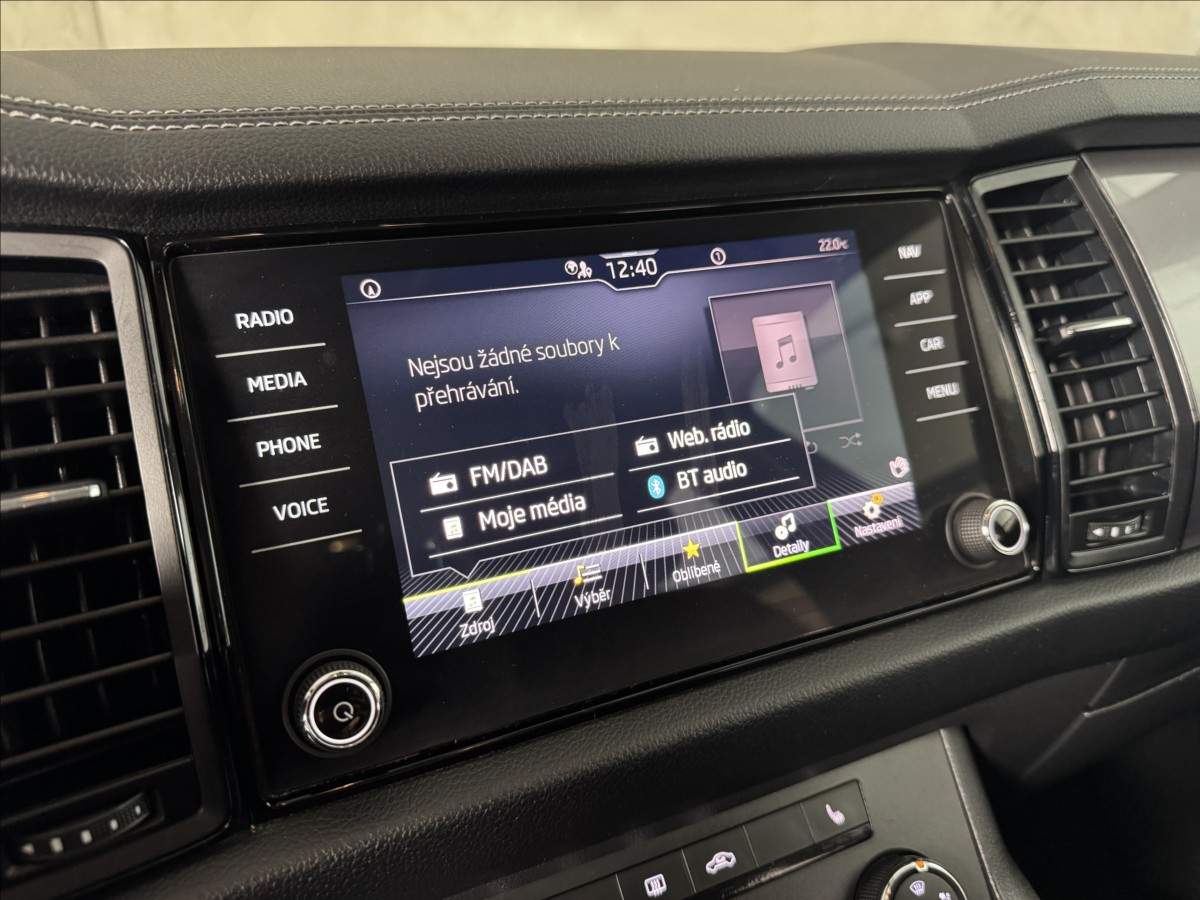 RADIO
MEDIA
PHONE
VOICE
12:40
1
22.0°C
Nejsou žádné soubory k
přehrávání.
FM/DAB
Web. rádio
Moje média
BT audio
Zdroj
Výběr
Oblíbené
Detaily
Nastavení
NAV
APP
CAR
MENU